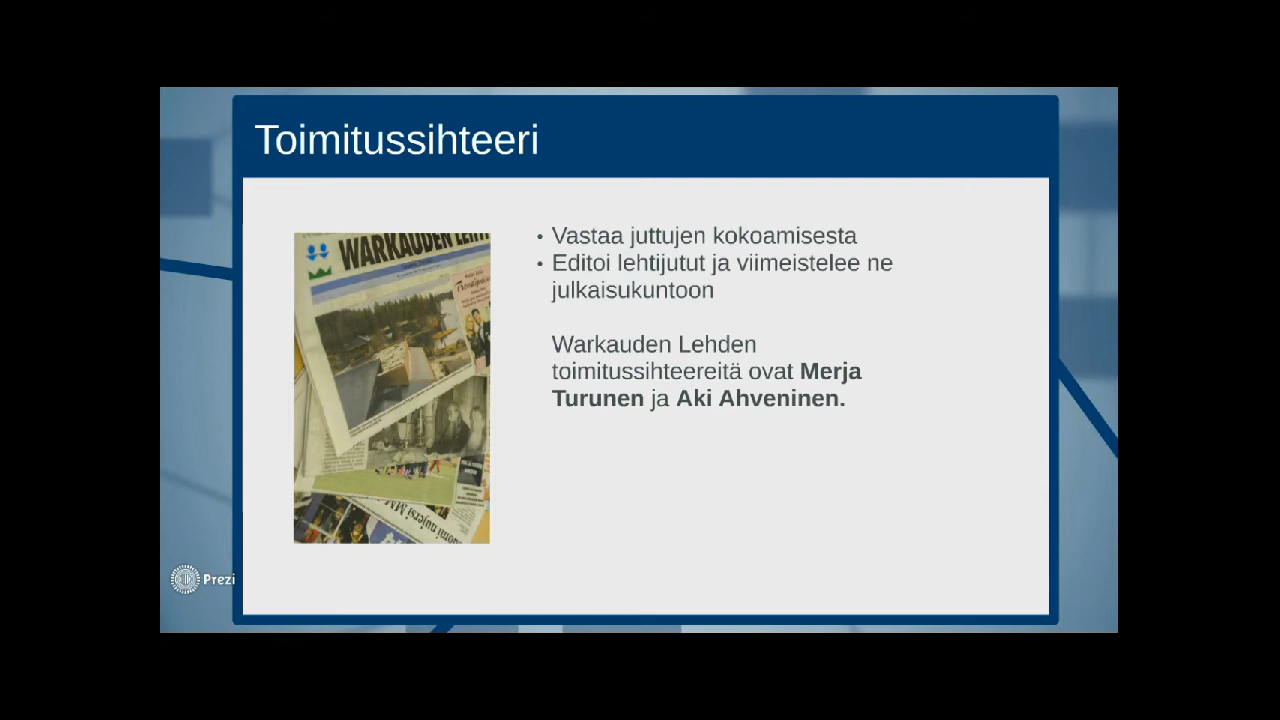 Toimitussihteeri
WARKAUDEN
• Vastaa juttujen kokoamisesta
• Editoi lehtijutut ja viimeistelee ne
julkaisukuntoon
Warkauden Lehden
toimitussihteereitä ovat Merja
Turunen ja Aki Ahveninen.
Prezi